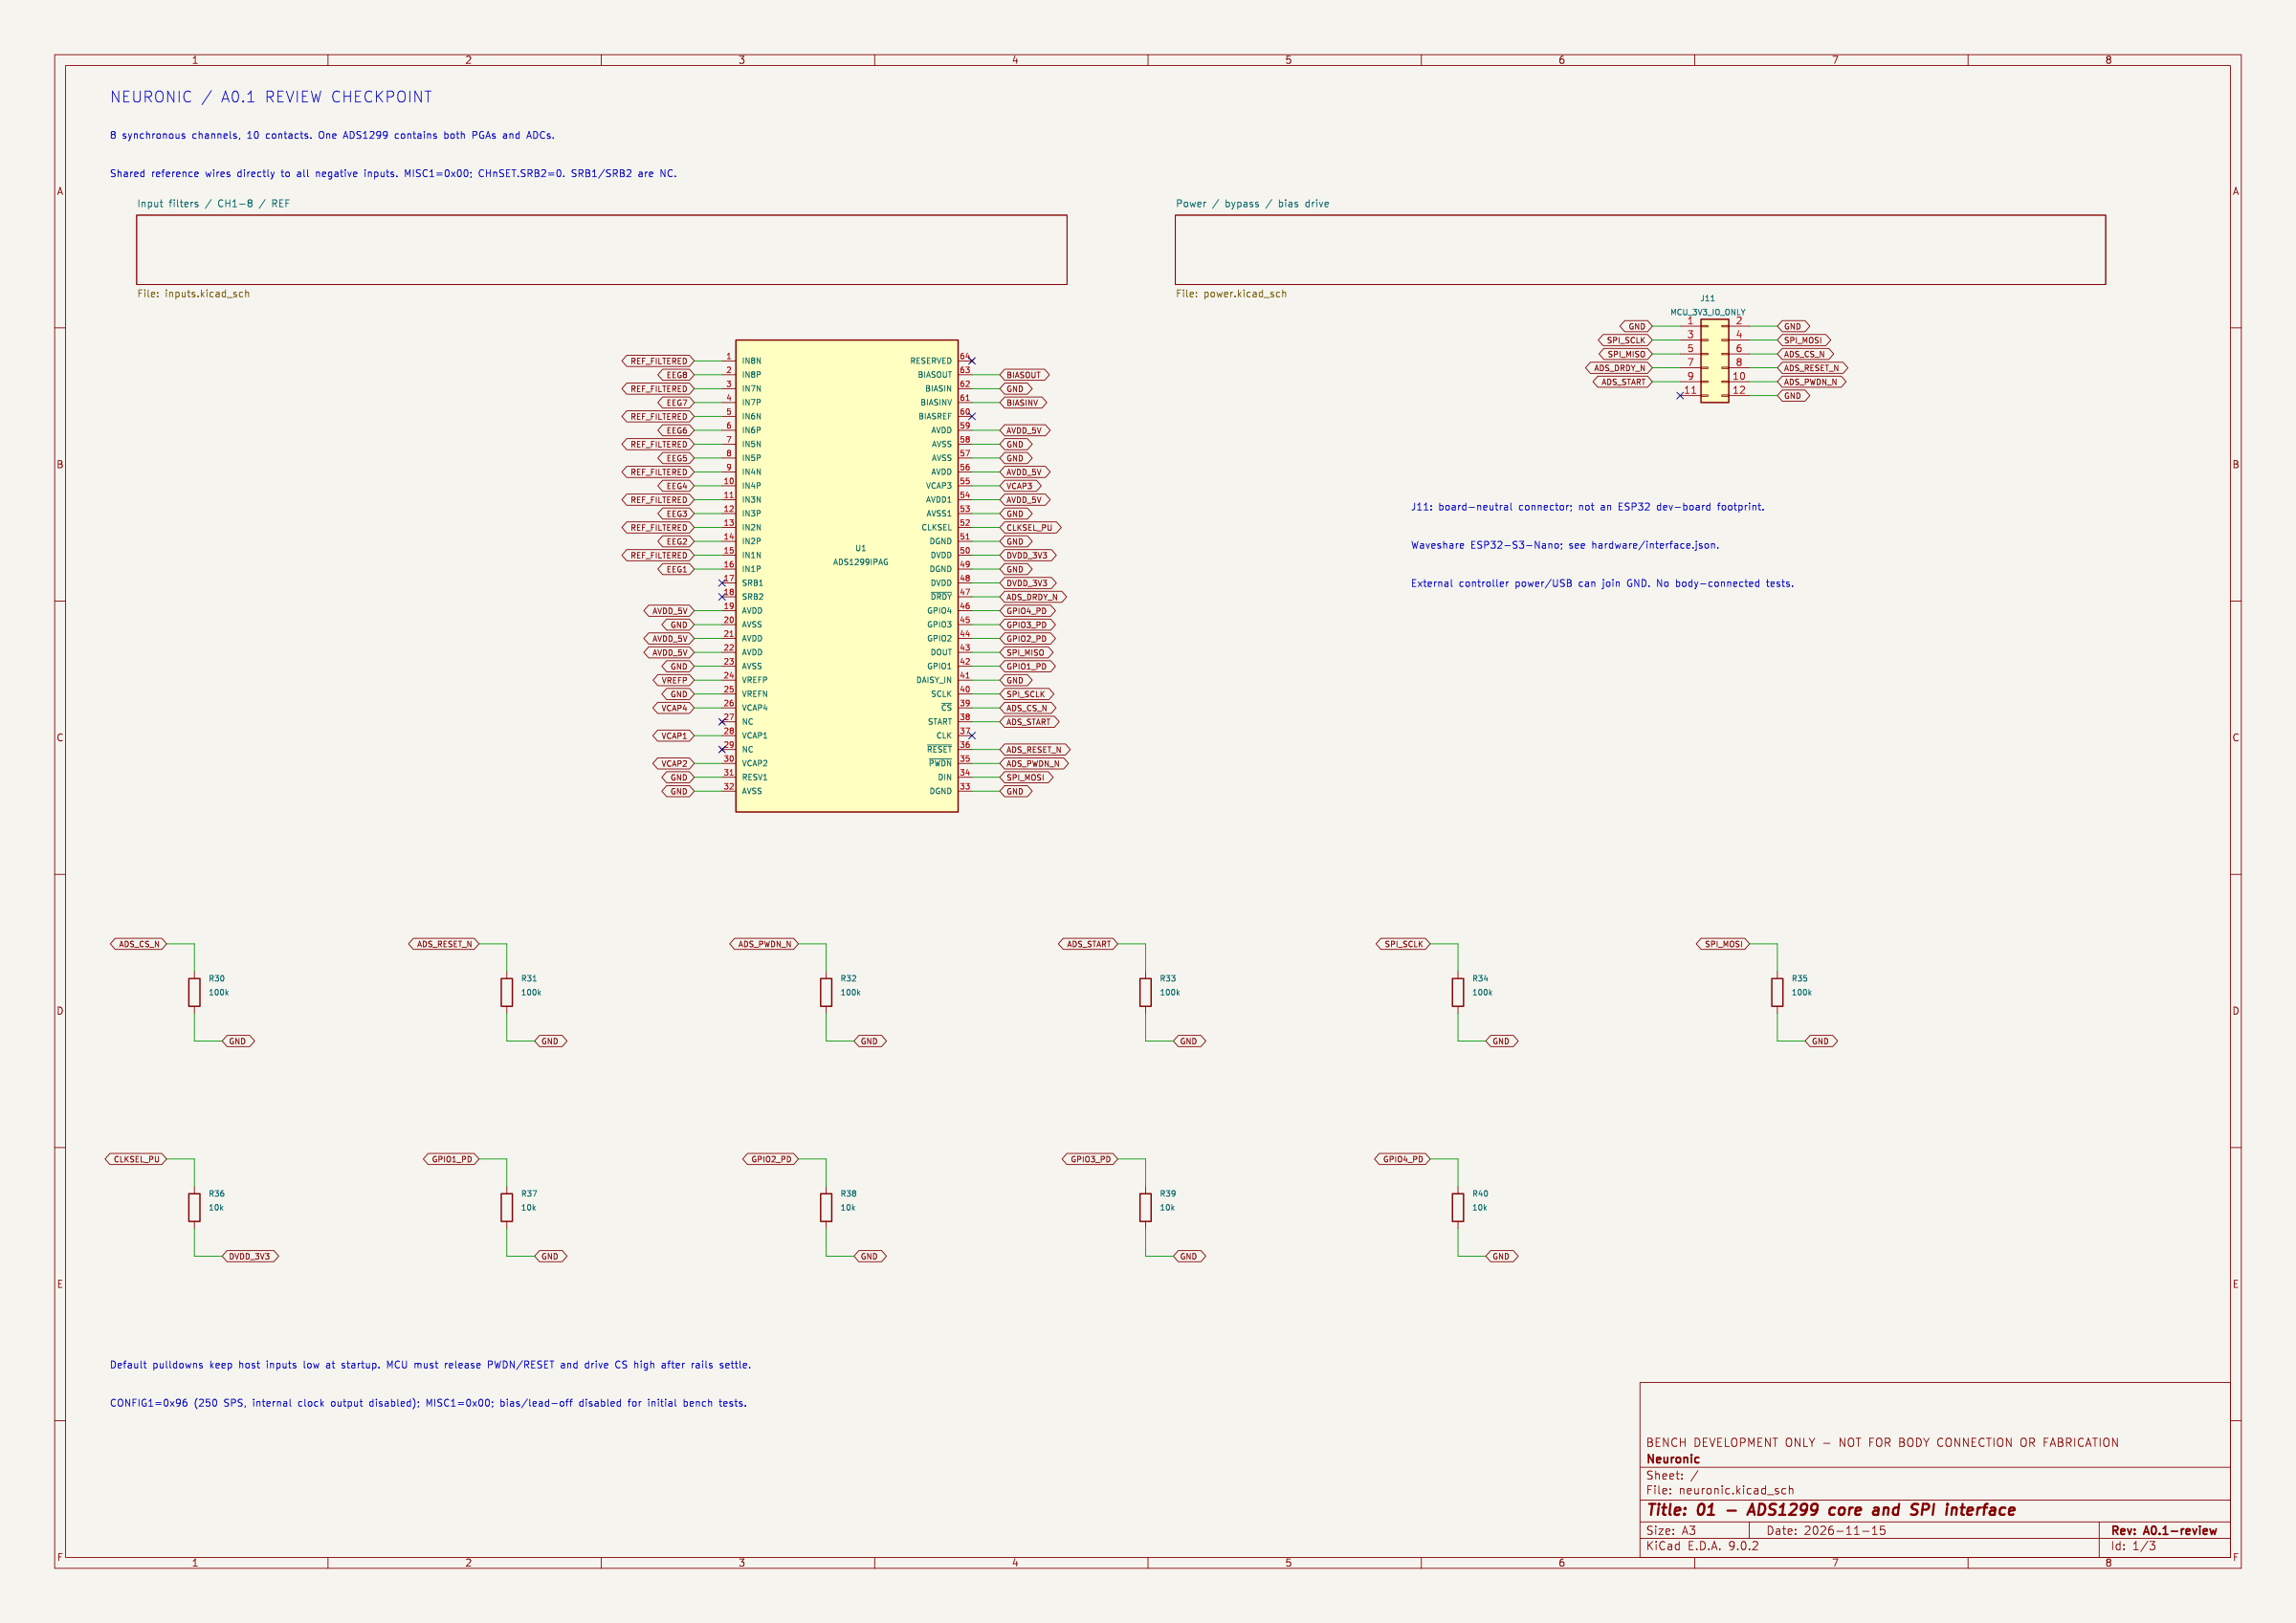 1 2 3 4 5 6 7 8
NEURONIC / A0.1 REVIEW CHECKPOINT
8 synchronous channels, 10 contacts. One ADS1299 contains both PGAs and ADCs.
Shared reference wires directly to all negative inputs. MISC1=0x00; CHnSET.SRB2=0. SRB1/SRB2 are NC.
A A
Input filters / CH1-8 / REF
File: inputs.kicad_sch
Power / bypass / bias drive
File: power.kicad_sch
J11
MCU_3V3_IO_ONLY
GND 1 2 GND
SPI_SCLK 3 4 SPI_MOSI
SPI_MISO 5 6 ADS_CS_N
ADS_DRDY_N 7 8 ADS_RESET_N
ADS_START 9 10 ADS_PWDN_N
11 12 GND
REF_FILTERED 1 IN8N RESERVED 64
EEG8 2 IN8P BIASOUT 63 BIASOUT
REF_FILTERED 3 IN7N BIASIN 62 GND
EEG7 4 IN7P BIASINV 61 BIASINV
REF_FILTERED 5 IN6N BIASREF 60
EEG6 6 IN6P AVDD 59 AVDD_5V
REF_FILTERED 7 IN5N AVSS 58 GND
EEG5 8 IN5P AVSS 57 GND
REF_FILTERED 9 IN4N AVDD 56 AVDD_5V
EEG4 10 IN4P VCAP3 55 VCAP3
REF_FILTERED 11 IN3N AVDD1 54 AVDD_5V
EEG3 12 IN3P AVSS1 53 GND
REF_FILTERED 13 IN2N CLKSEL 52 CLKSEL_PU
EEG2 14 IN2P DGND 51 GND
REF_FILTERED 15 IN1N DVDD 50 DVDD_3V3
EEG1 16 IN1P DGND 49 GND
17 SRB1 DVDD 48 DVDD_3V3
18 SRB2 DRDY 47 ADS_DRDY_N
AVDD_5V 19 AVDD GPIO4 46 GPIO4_PD
GND 20 AVSS GPIO3 45 GPIO3_PD
AVDD_5V 21 AVDD GPIO2 44 GPIO2_PD
AVDD_5V 22 AVDD DOUT 43 SPI_MISO
GND 23 AVSS GPIO1 42 GPIO1_PD
VREFP 24 VREFP DAISY_IN 41 GND
GND 25 VREFN SCLK 40 SPI_SCLK
VCAP4 26 VCAP4 CS 39 ADS_CS_N
27 NC START 38 ADS_START
VCAP1 28 VCAP1 CLK 37
29 NC RESET 36 ADS_RESET_N
VCAP2 30 VCAP2 PWDN 35 ADS_PWDN_N
GND 31 RESV1 DIN 34 SPI_MOSI
GND 32 AVSS DGND 33 GND
U1
ADS1299IPAG
B B
J11: board-neutral connector; not an ESP32 dev-board footprint.
Waveshare ESP32-S3-Nano; see hardware/interface.json.
External controller power/USB can join GND. No body-connected tests.
C C
ADS_CS_N ADS_RESET_N ADS_PWDN_N ADS_START SPI_SCLK SPI_MOSI
R30 R31 R32 R33 R34 R35
100k 100k 100k 100k 100k 100k
D D
GND GND GND GND GND GND
CLKSEL_PU GPIO1_PD GPIO2_PD GPIO3_PD GPIO4_PD
R36 R37 R38 R39 R40
10k 10k 10k 10k 10k
DVDD_3V3 GND GND GND GND
E E
Default pulldowns keep host inputs low at startup. MCU must release PWDN/RESET and drive CS high after rails settle.
CONFIG1=0x96 (250 SPS, internal clock output disabled); MISC1=0x00; bias/lead-off disabled for initial bench tests.
BENCH DEVELOPMENT ONLY - NOT FOR BODY CONNECTION OR FABRICATION
Neuronic
Sheet: /
File: neuronic.kicad_sch
Title: 01 - ADS1299 core and SPI interface
Size: A3 Date: 2026-11-15 Rev: A0.1-review
KiCad E.D.A. 9.0.2 Id: 1/3
F F
1 2 3 4 5 6 7 8